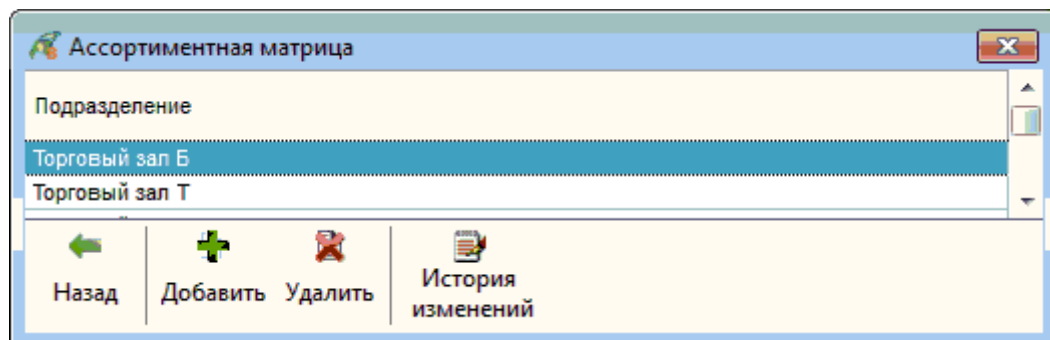 Ассортиментная матрица
Подразделение
Торговый зал Б
Торговый зал Т
Назад
Добавить
Удалить
История
изменений